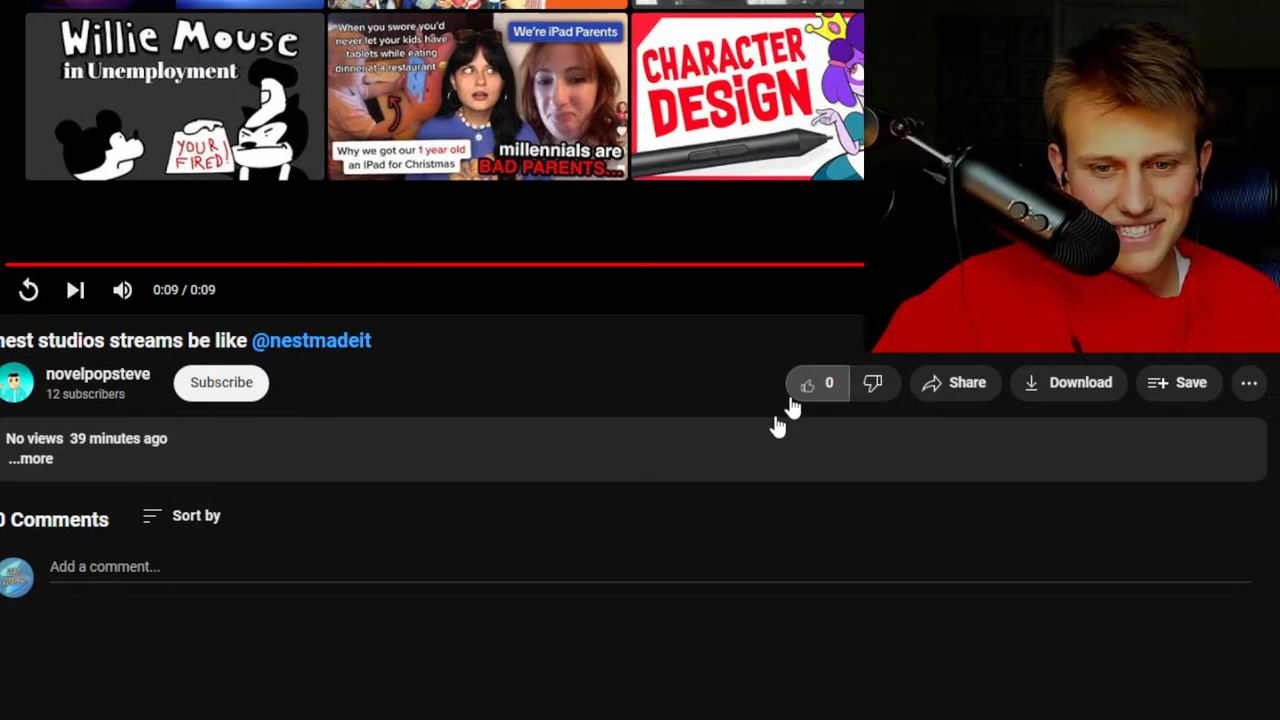 Willie Mouse
in Unemployment
YOUR
FIRED!
When you swore you'd
never let your kids have
tablets while eating
dinner at a restaurant
We're iPad Parents
Why we got our 1 year old
an IPad for Christmas
millennials are
BAD PARENTS...
CHARACTER
DESiGN
0:09 / 0:09
nest studios streams be like @nestmadeit
novelpopsteve
12 subscribers
Subscribe
0
Share
Download
Save
No views 39 minutes ago
...more
0 Comments
Sort by
Add a comment...